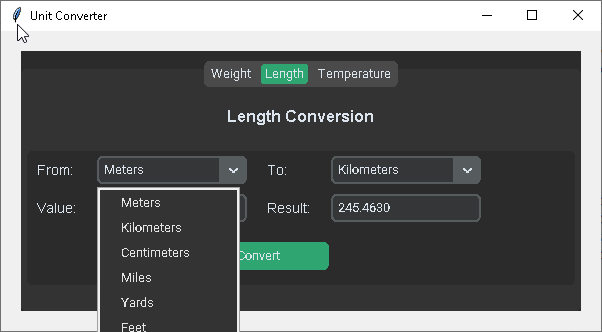 Unit Converter
Weight Length Temperature
Length Conversion
From: Meters To: Kilometers
Value: Result: 245.4630
Meters
Kilometers
Centimeters
Miles
Yards
Feet
Convert